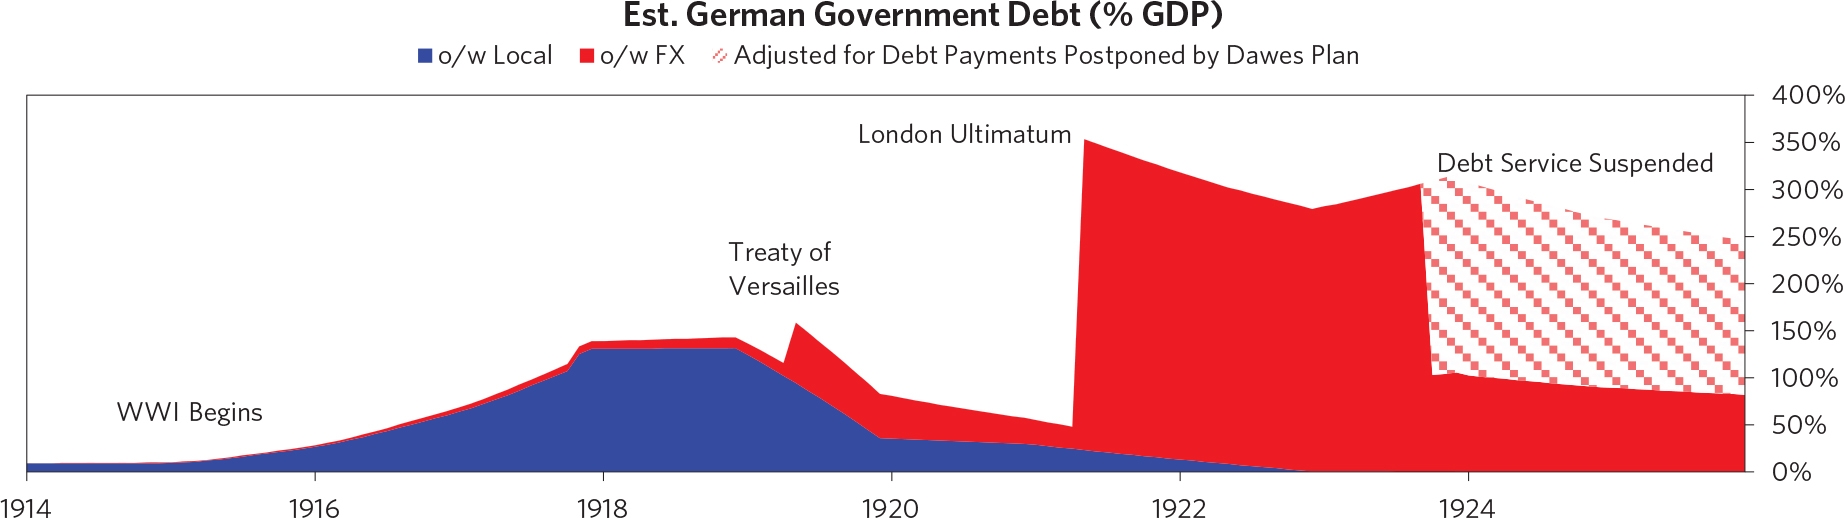 Est. German Government Debt (% GDP)
o/w Local o/w FX Adjusted for Debt Payments Postponed by Dawes Plan
400%
London Ultimatum
350%
Debt Service Suspended
300%
Treaty of
Versailles
250%
200%
150%
100%
WWI Begins
50%
0%
1914 1916 1918 1920 1922 1924